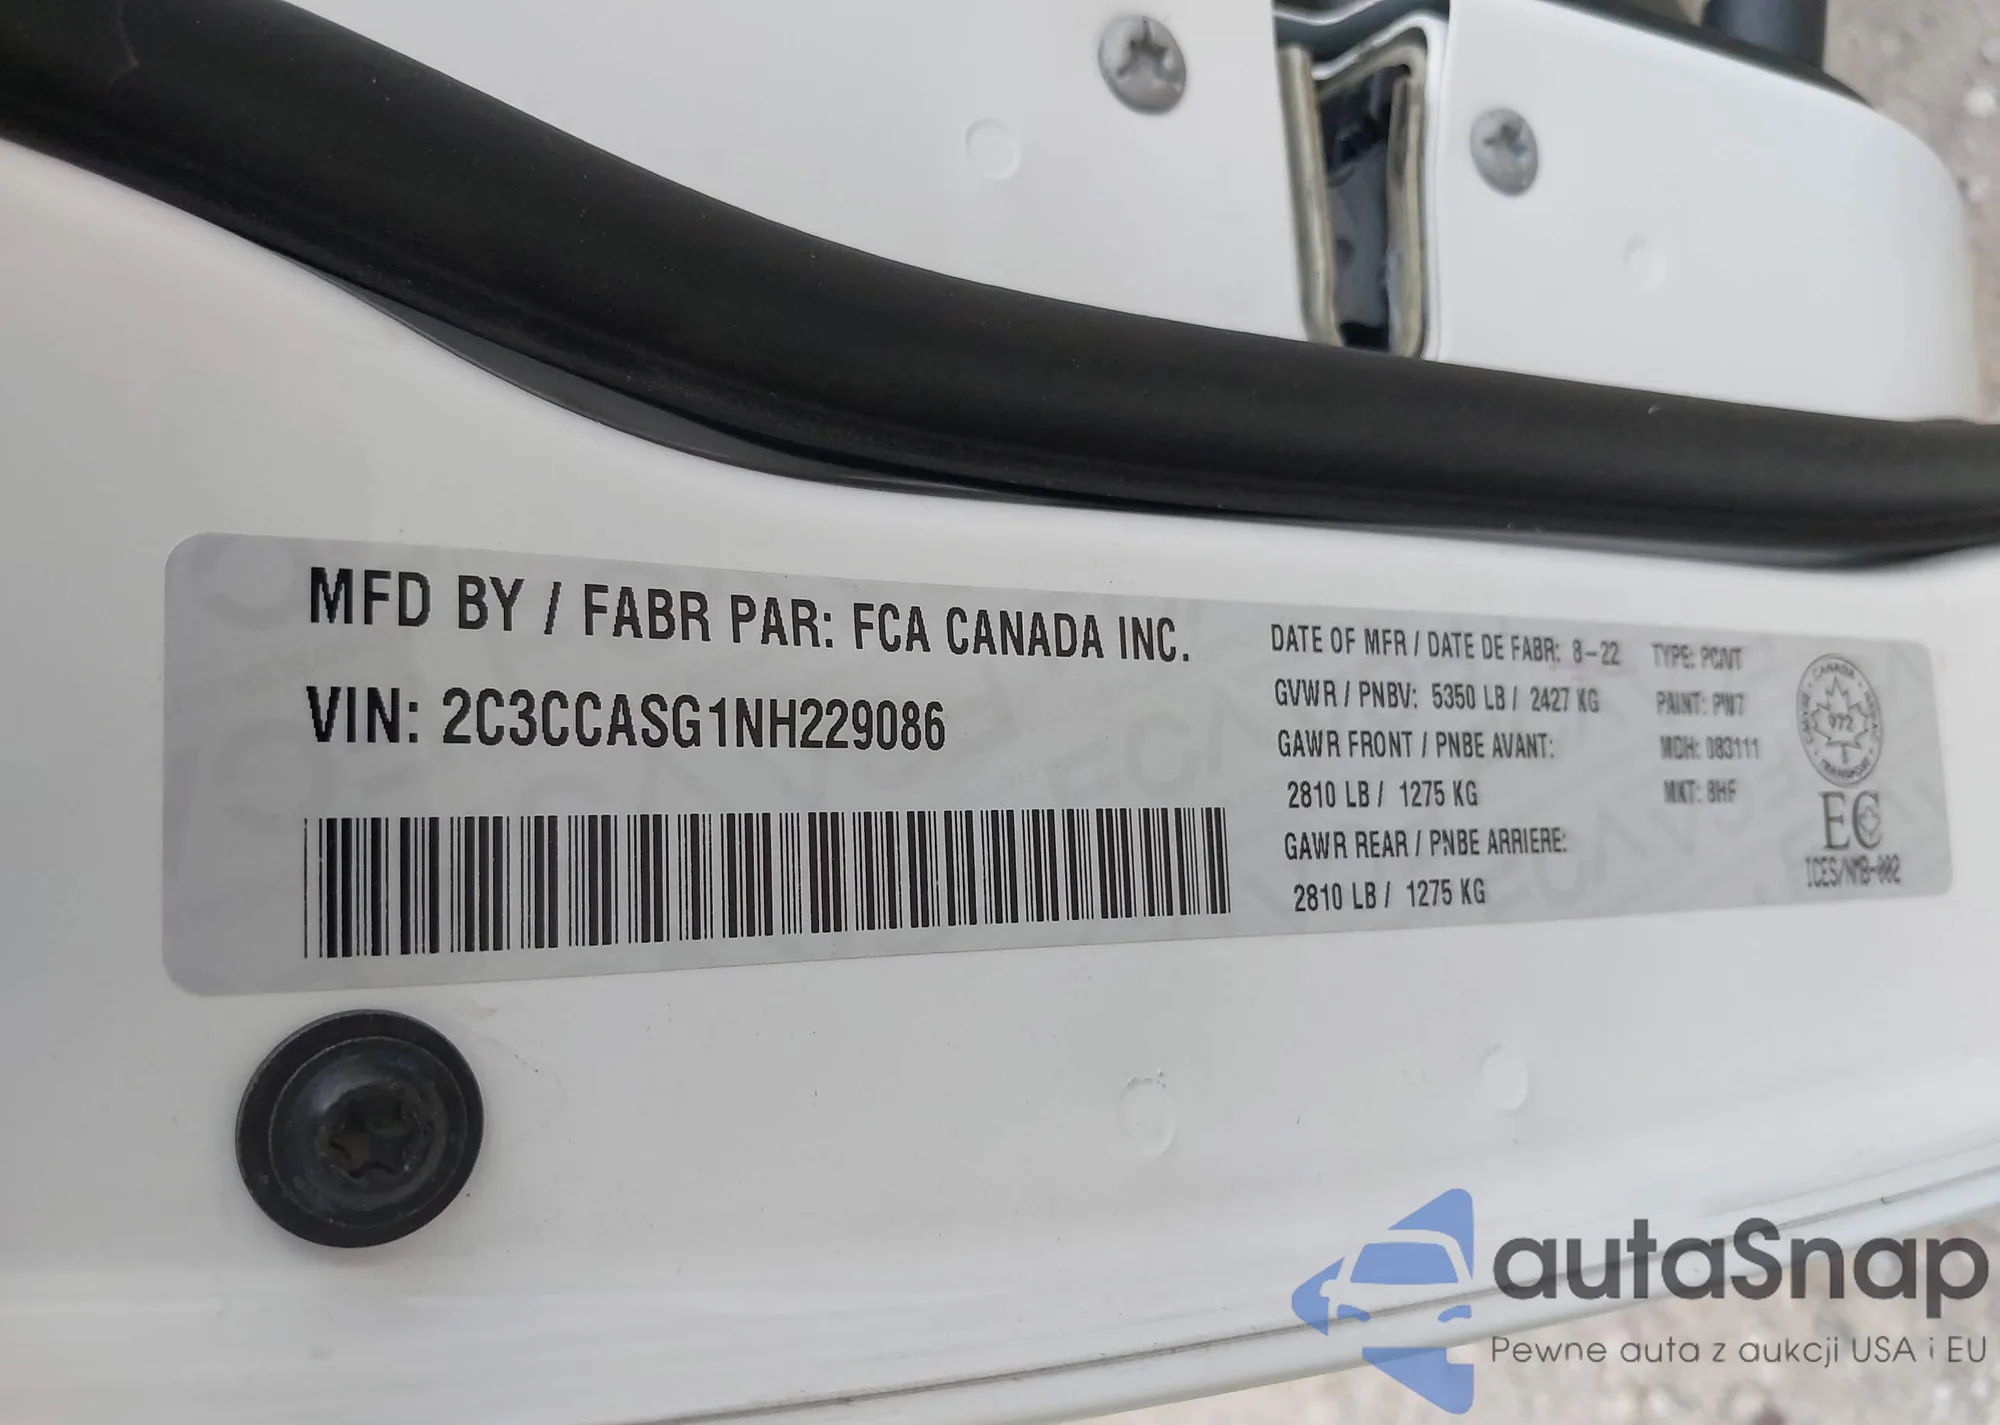 MFD BY / FABR PAR: FCA CANADA INC.
VIN: 2C3CCASG1NH229086
DATE OF MFR / DATE DE FABR: 8-22
GVWR / PNBV: 5350 LB / 2427 KG
GAWR FRONT / PNBE AVANT:
2810 LB / 1275 KG
GAWR REAR / PNBE ARRIERE:
2810 LB / 1275 KG
TYPE: PC/VT
PAINT: PW7
MDH: 083111
MKT: 8HF
CANADA
972
TRANSPORT
EC
ICES/NMB-002
autaSnap
Pewne auta z aukcji USA i EU